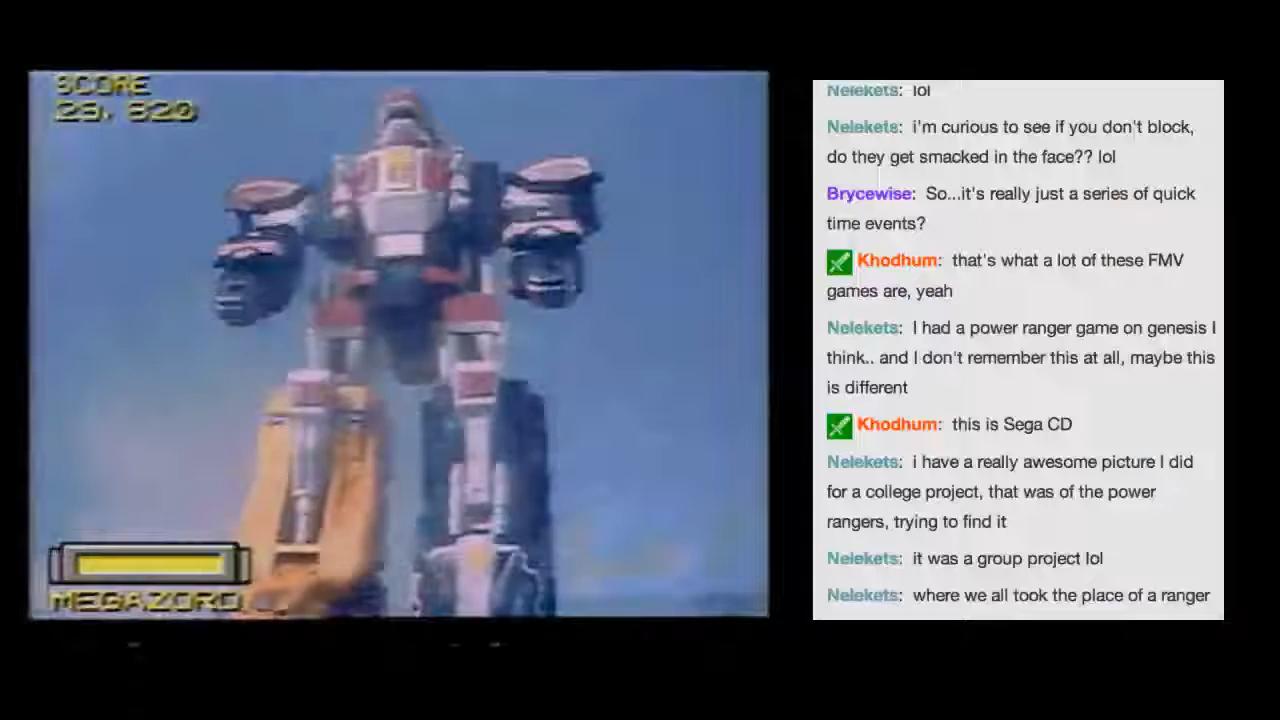 SCORE
25, 820
MEGAZORD
Nelekets: lol
Nelekets: i'm curious to see if you don't block,
do they get smacked in the face?? lol
Brycewise: So...it's really just a series of quick
time events?
Khodhum: that's what a lot of these FMV
games are, yeah
Nelekets: I had a power ranger game on genesis I
think.. and I don't remember this at all, maybe this
is different
Khodhum: this is Sega CD
Nelekets: i have a really awesome picture I did
for a college project, that was of the power
rangers, trying to find it
Nelekets: it was a group project lol
Nelekets: where we all took the place of a ranger